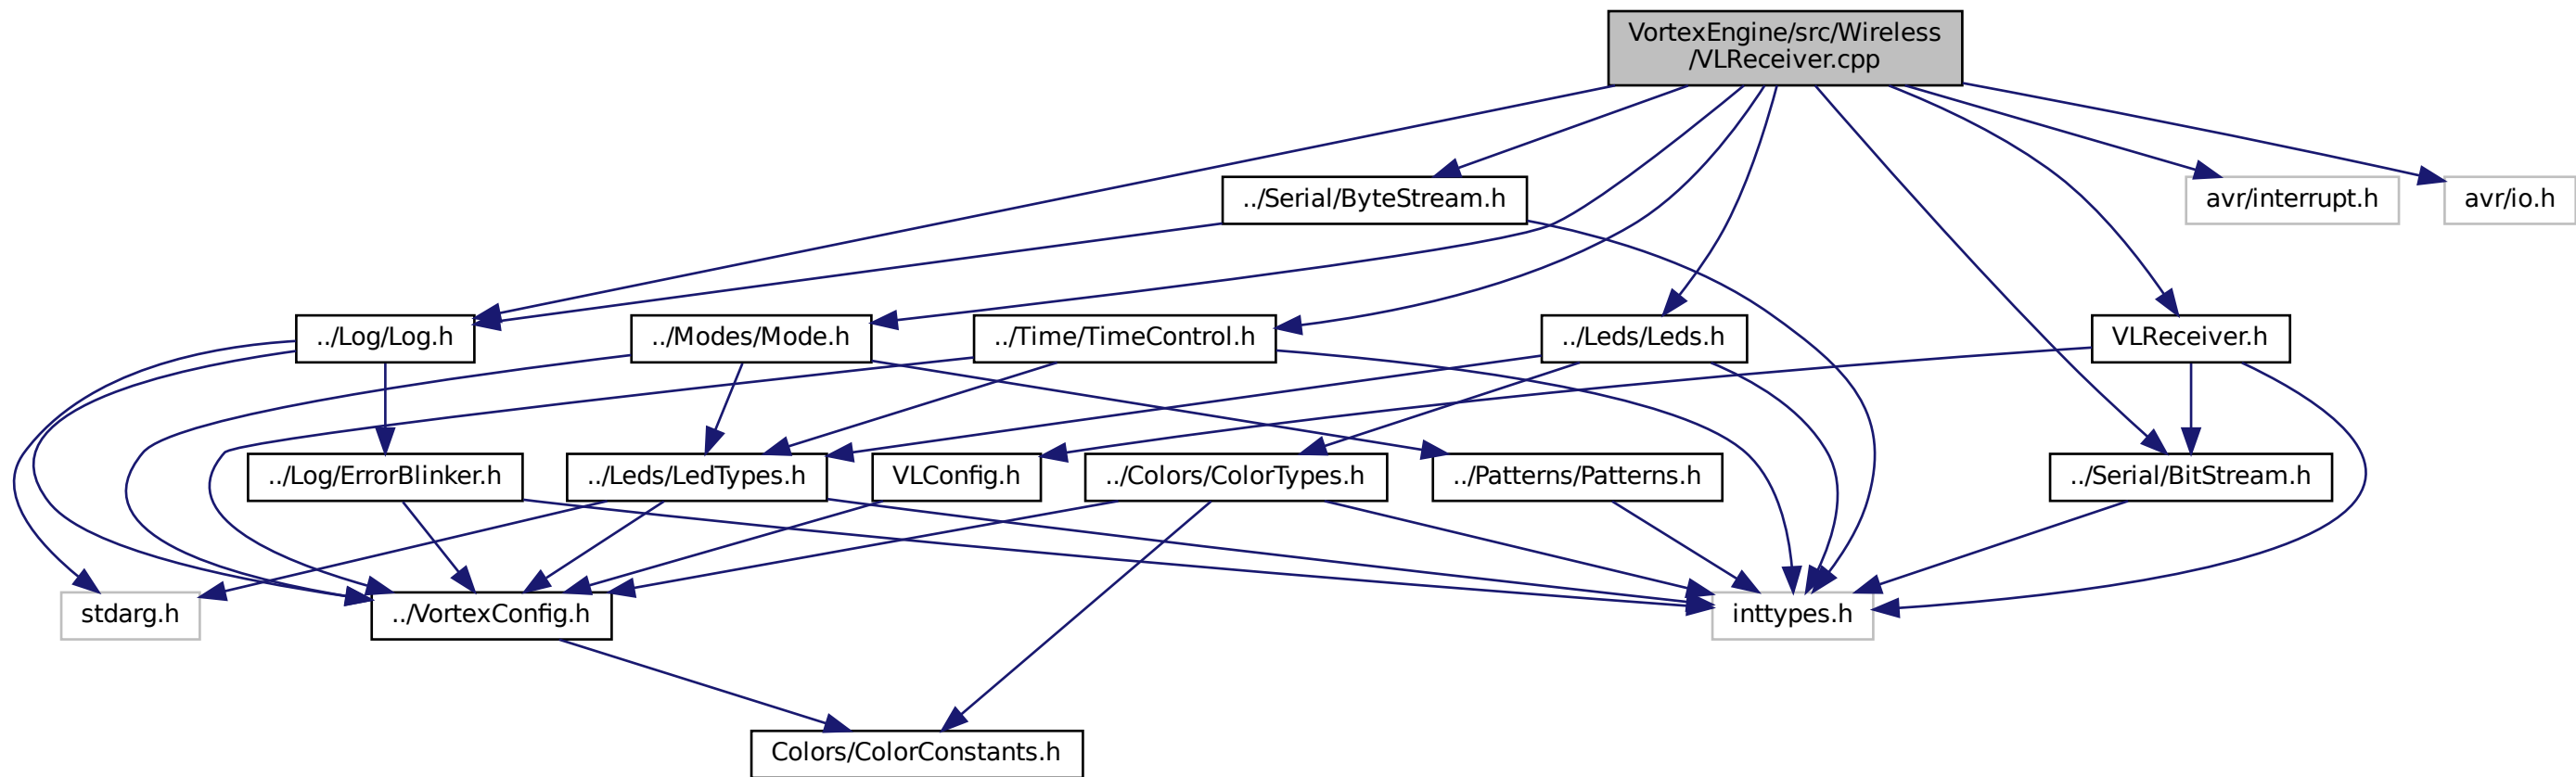 VortexEngine/src/Wireless
/VLReceiver.cpp
../Serial/ByteStream.h
avr/interrupt.h
avr/io.h
../Log/Log.h
../Modes/Mode.h
../Time/TimeControl.h
../Leds/Leds.h
VLReceiver.h
../Log/ErrorBlinker.h
../Leds/LedTypes.h
VLConfig.h
../Colors/ColorTypes.h
../Patterns/Patterns.h
../Serial/BitStream.h
stdarg.h
../VortexConfig.h
inttypes.h
Colors/ColorConstants.h